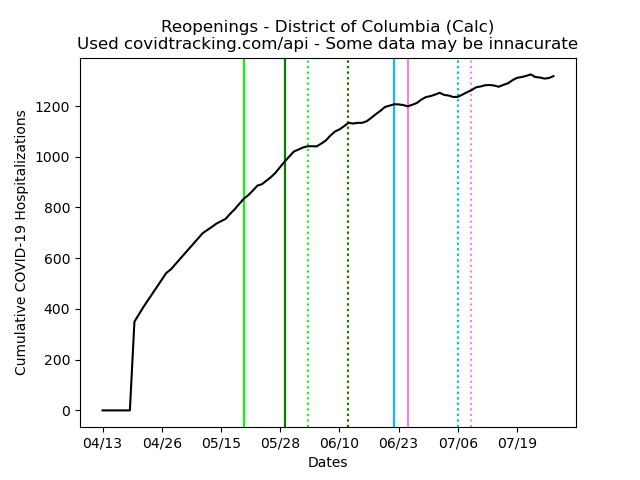 Reopenings - District of Columbia (Calc)
Used covidtracking.com/api - Some data may be innacurate
Cumulative COVID-19 Hospitalizations
1200
1000
800
600
400
200
0
04/13 04/26 05/15 05/28 06/10 06/23 07/06 07/19
Dates